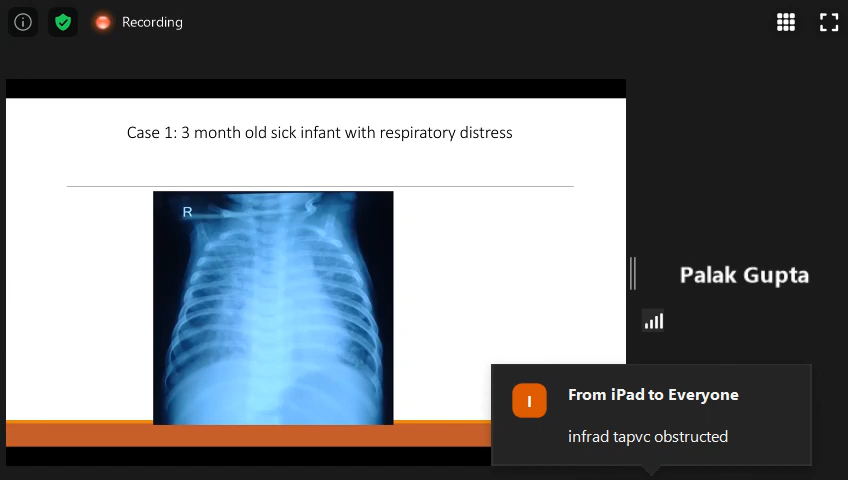 Recording
Case 1: 3 month old sick infant with respiratory distress
R
Palak Gupta
I
From iPad to Everyone
infrad tapvc obstructed